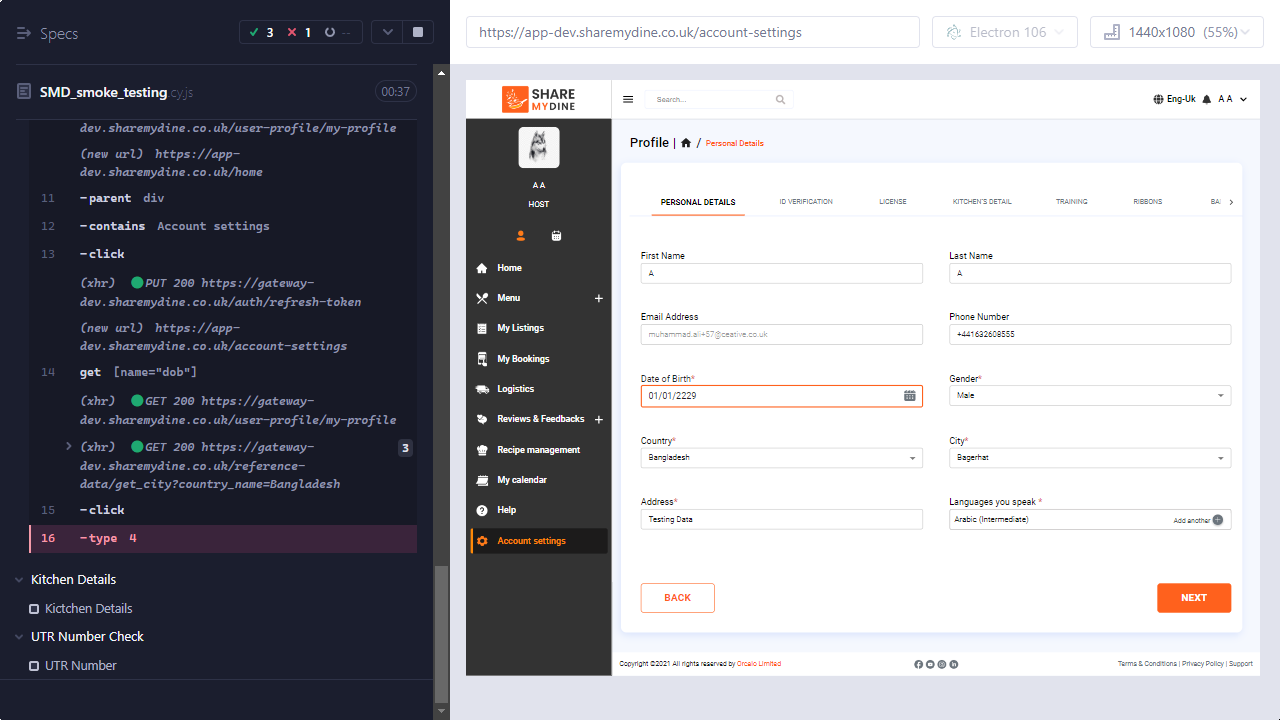 Specs
3
1
--
SMD_smoke_testing.cy.js
00:37
dev.sharemydine.co.uk/user-profile/my-profile
(new url) https://app-
dev.sharemydine.co.uk/home
11 -parent div
12 -contains Account settings
13 -click
(xhr) PUT 200 https://gateway-
dev.sharemydine.co.uk/auth/refresh-token
(new url) https://app-
dev.sharemydine.co.uk/account-settings
14 get [name="dob"]
(xhr) GET 200 https://gateway-
dev.sharemydine.co.uk/user-profile/my-profile
(xhr) GET 200 https://gateway-
dev.sharemydine.co.uk/reference-
data/get_city?country_name=Bangladesh
3
15 -click
16 -type 4
Kitchen Details
Kictchen Details
UTR Number Check
UTR Number
https://app-dev.sharemydine.co.uk/account-settings
Electron 106
1440x1080 (55%)
SHARE
MYDINE
A A
HOST
Home
Menu +
My Listings
My Bookings
Logistics
Reviews & Feedbacks +
Recipe management
My calendar
Help
Account settings
Search...
Eng-Uk
A A
Profile | / Personal Details
PERSONAL DETAILS
ID VERIFICATION
LICENSE
KITCHEN'S DETAIL
TRAINING
RIBBONS
BA
First Name
A
Last Name
A
Email Address
muhammad.ali+57@ceative.co.uk
Phone Number
+441632608555
Date of Birth*
01/01/2229
Gender*
Male
Country*
Bangladesh
City*
Bagerhat
Address*
Testing Data
Languages you speak *
Arabic (Intermediate)
Add another
BACK
NEXT
Copyright ©2021 All rights reserved by Orcalo Limited
Terms & Conditions | Privacy Policy | Support